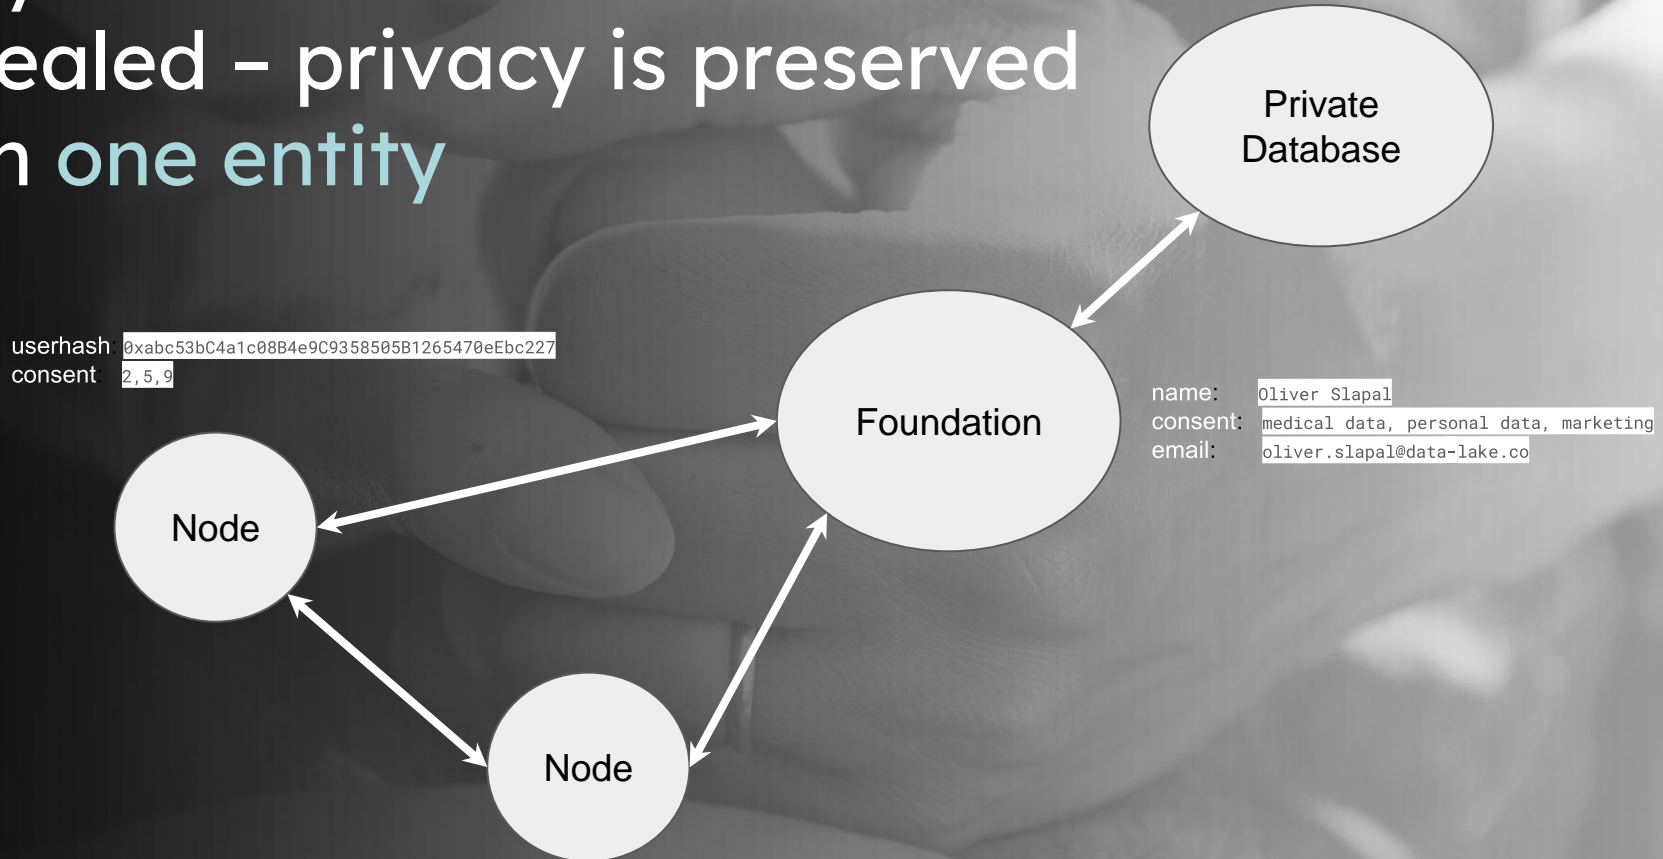 ealed – privacy is preserved
one entity
Private
Database
userhash: 0xabc53bC4a1c08B4e9C9358505B1265470eEbc227
consent: 2,5,9
Foundation
name: Oliver Slapal
consent: medical data, personal data, marketing
email: oliver.slapal@data-lake.co
Node
Node